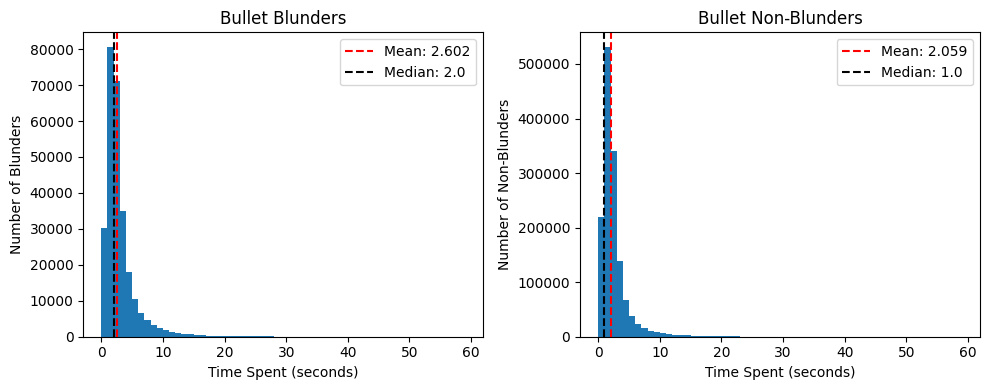 Bullet Blunders
Mean: 2.602
Median: 2.0
Number of Blunders
80000
70000
60000
50000
40000
30000
20000
10000
0
0 10 20 30 40 50 60
Time Spent (seconds)
Bullet Non-Blunders
Mean: 2.059
Median: 1.0
Number of Non-Blunders
500000
400000
300000
200000
100000
0
0 10 20 30 40 50 60
Time Spent (seconds)